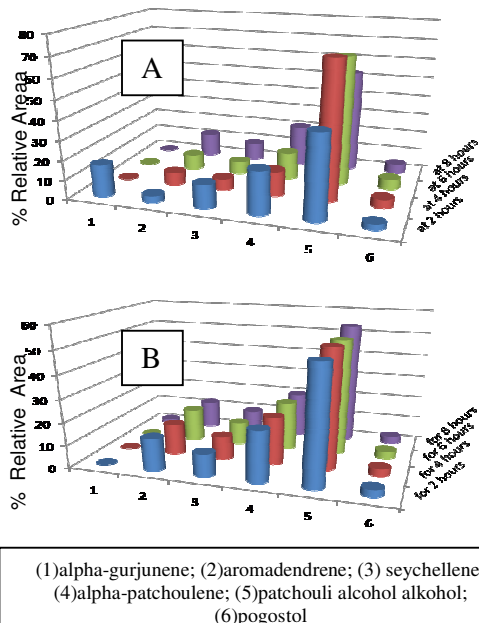 80
70
60
50
40
30
20
10
0
% Relative Areaa
A
1
2
3
4
5
6
at 8 hours
at 6 hours
at 4 hours
at 2 hours
60
50
40
30
20
10
0
% Relative Area
B
1
2
3
4
5
6
for 8 hours
for 6 hours
for 4 hours
for 2 hours
(1)alpha-gurjunene; (2)aromadendrene; (3) seychellene
(4)alpha-patchoulene; (5)patchouli alcohol alkohol;
(6)pogostol